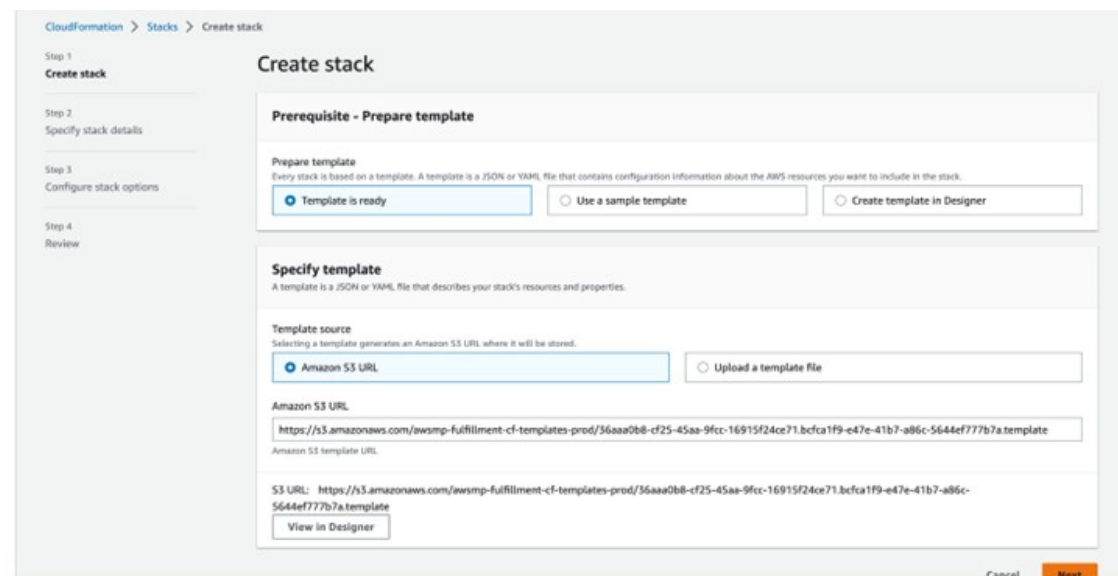 CloudFormation > Stacks > Create stack
Step 1
Create stack
Step 2
Specify stack details
Step 3
Configure stack options
Step 4
Review
Create stack
Prerequisite - Prepare template
Prepare template
Every stack is based on a template. A template is a JSON or YAML file that contains configuration information about the AWS resources you want to include in the stack.
Template is ready
Use a sample template
Create template in Designer
Specify template
A template is a JSON or YAML file that describes your stack's resources and properties.
Template source
Selecting a template generates an Amazon S3 URL where it will be stored.
Amazon S3 URL
Upload a template file
Amazon S3 URL
https://s3.amazonaws.com/awsmp-fulfillment-cf-templates-prod/36aaa0b8-cf25-45aa-9fcc-16915f24ce71.bcfca1f9-e47e-41b7-a86c-5644ef777b7a.template
Amazon S3 template URL
S3 URL: https://s3.amazonaws.com/awsmp-fulfillment-cf-templates-prod/36aaa0b8-cf25-45aa-9fcc-16915f24ce71.bcfca1f9-e47e-41b7-a86c-
5644ef777b7a.template
View in Designer
Cancel
Next